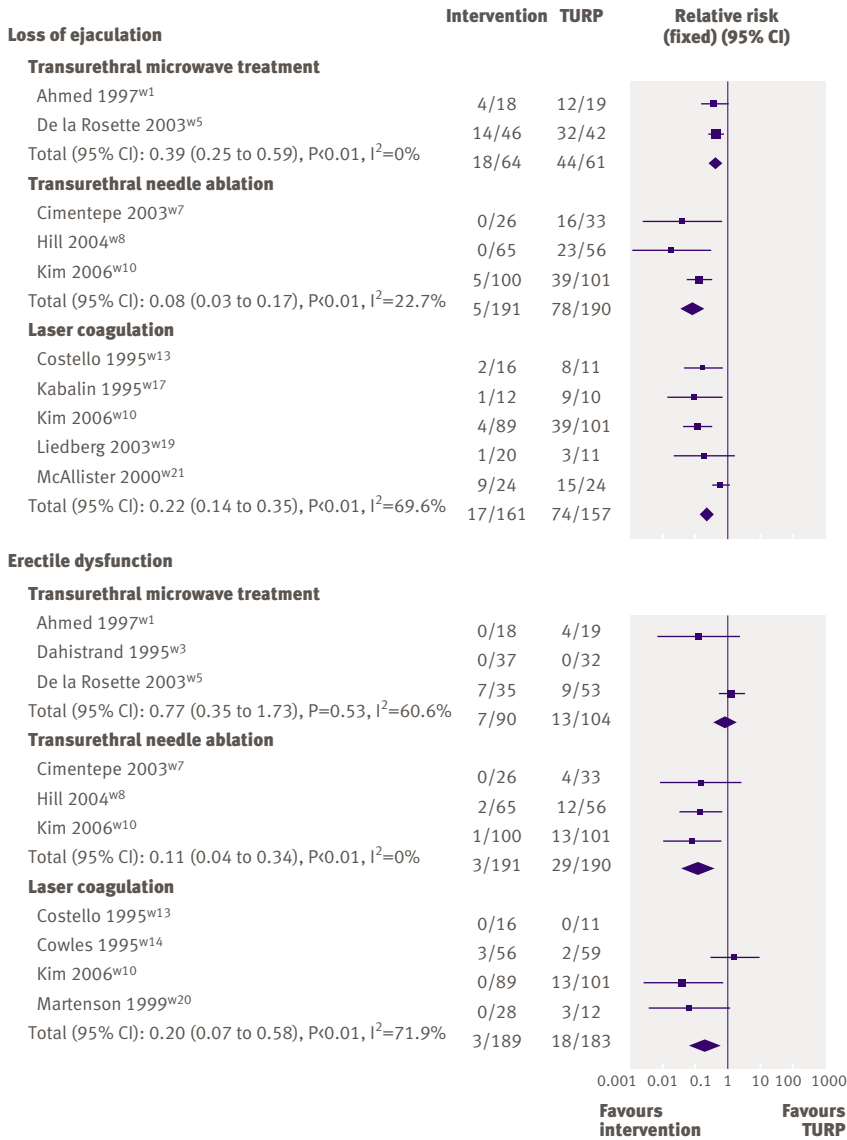 Intervention TURP Relative risk
Loss of ejaculation (fixed) (95% CI)
Transurethral microwave treatment
Ahmed 1997w1 4/18 12/19
De la Rosette 2003w5 14/46 32/42
Total (95% CI): 0.39 (0.25 to 0.59), P<0.01, I2=0% 18/64 44/61
Transurethral needle ablation
Cimentepe 2003w7 0/26 16/33
Hill 2004w8 0/65 23/56
Kim 2006w10 5/100 39/101
Total (95% CI): 0.08 (0.03 to 0.17), P<0.01, I2=22.7% 5/191 78/190
Laser coagulation
Costello 1995w13 2/16 8/11
Kabalin 1995w17 1/12 9/10
Kim 2006w10 4/89 39/101
Liedberg 2003w19 1/20 3/11
McAllister 2000w21 9/24 15/24
Total (95% CI): 0.22 (0.14 to 0.35), P<0.01, I2=69.6% 17/161 74/157
Erectile dysfunction
Transurethral microwave treatment
Ahmed 1997w1 0/18 4/19
Dahistrand 1995w3 0/37 0/32
De la Rosette 2003w5 7/35 9/53
Total (95% CI): 0.77 (0.35 to 1.73), P=0.53, I2=60.6% 7/90 13/104
Transurethral needle ablation
Cimentepe 2003w7 0/26 4/33
Hill 2004w8 2/65 12/56
Kim 2006w10 1/100 13/101
Total (95% CI): 0.11 (0.04 to 0.34), P<0.01, I2=0% 3/191 29/190
Laser coagulation
Costello 1995w13 0/16 0/11
Cowles 1995w14 3/56 2/59
Kim 2006w10 0/89 13/101
Martenson 1999w20 0/28 3/12
Total (95% CI): 0.20 (0.07 to 0.58), P<0.01, I2=71.9% 3/189 18/183
0.001 0.01 0.1 1 10 100 1000
Favours Favours
intervention TURP